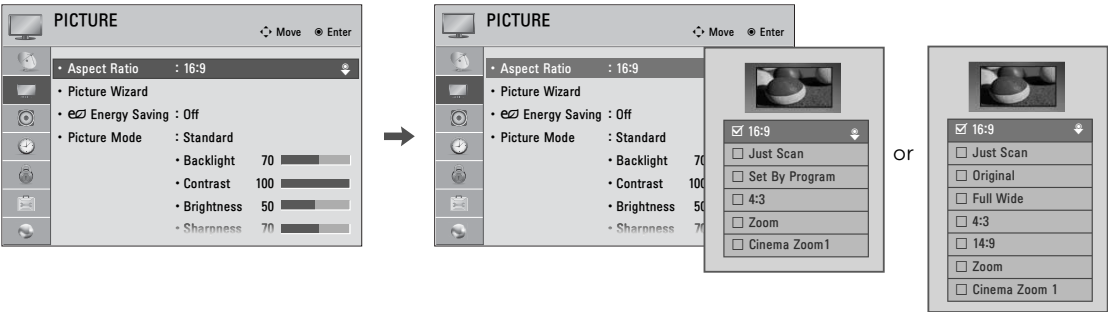 PICTURE
Move Enter
• Aspect Ratio : 16:9
• Picture Wizard
• Energy Saving : Off
• Picture Mode : Standard
• Backlight 70
• Contrast 100
• Brightness 50
• Sharpness 70
PICTURE
Move Enter
• Aspect Ratio : 16:9
• Picture Wizard
• Energy Saving : Off
• Picture Mode : Standard
• Backlight 70
• Contrast 100
• Brightness 50
• Sharpness 70
☑ 16:9
☐ Just Scan
☐ Set By Program
☐ 4:3
☐ Zoom
☐ Cinema Zoom1
or
☑ 16:9
☐ Just Scan
☐ Original
☐ Full Wide
☐ 4:3
☐ 14:9
☐ Zoom
☐ Cinema Zoom 1